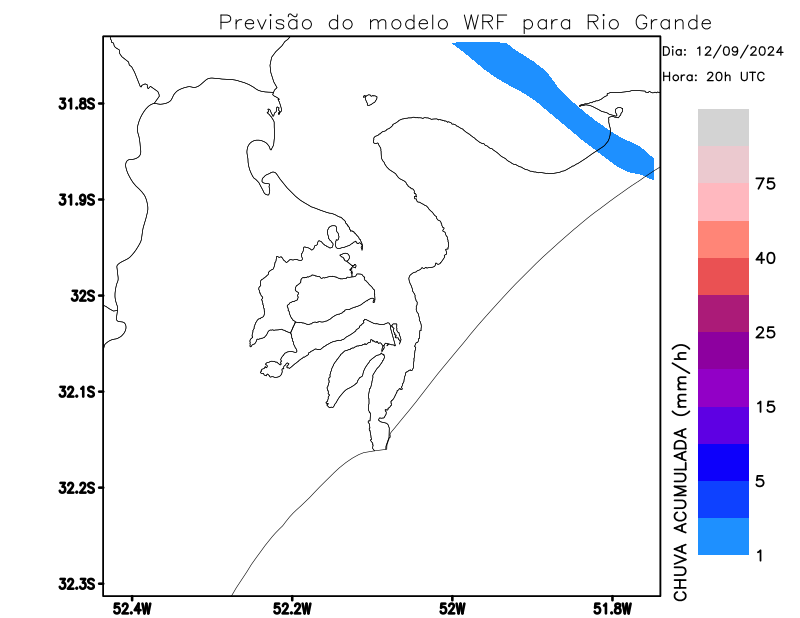 Previsão do modelo WRF para Rio Grande
Dia: 12/09/2024
Hora: 20h UTC
31.8S
31.9S
32S
32.1S
32.2S
32.3S
52.4W
52.2W
52W
51.8W
CHUVA ACUMULADA (mm/h)
75
40
25
15
5
1